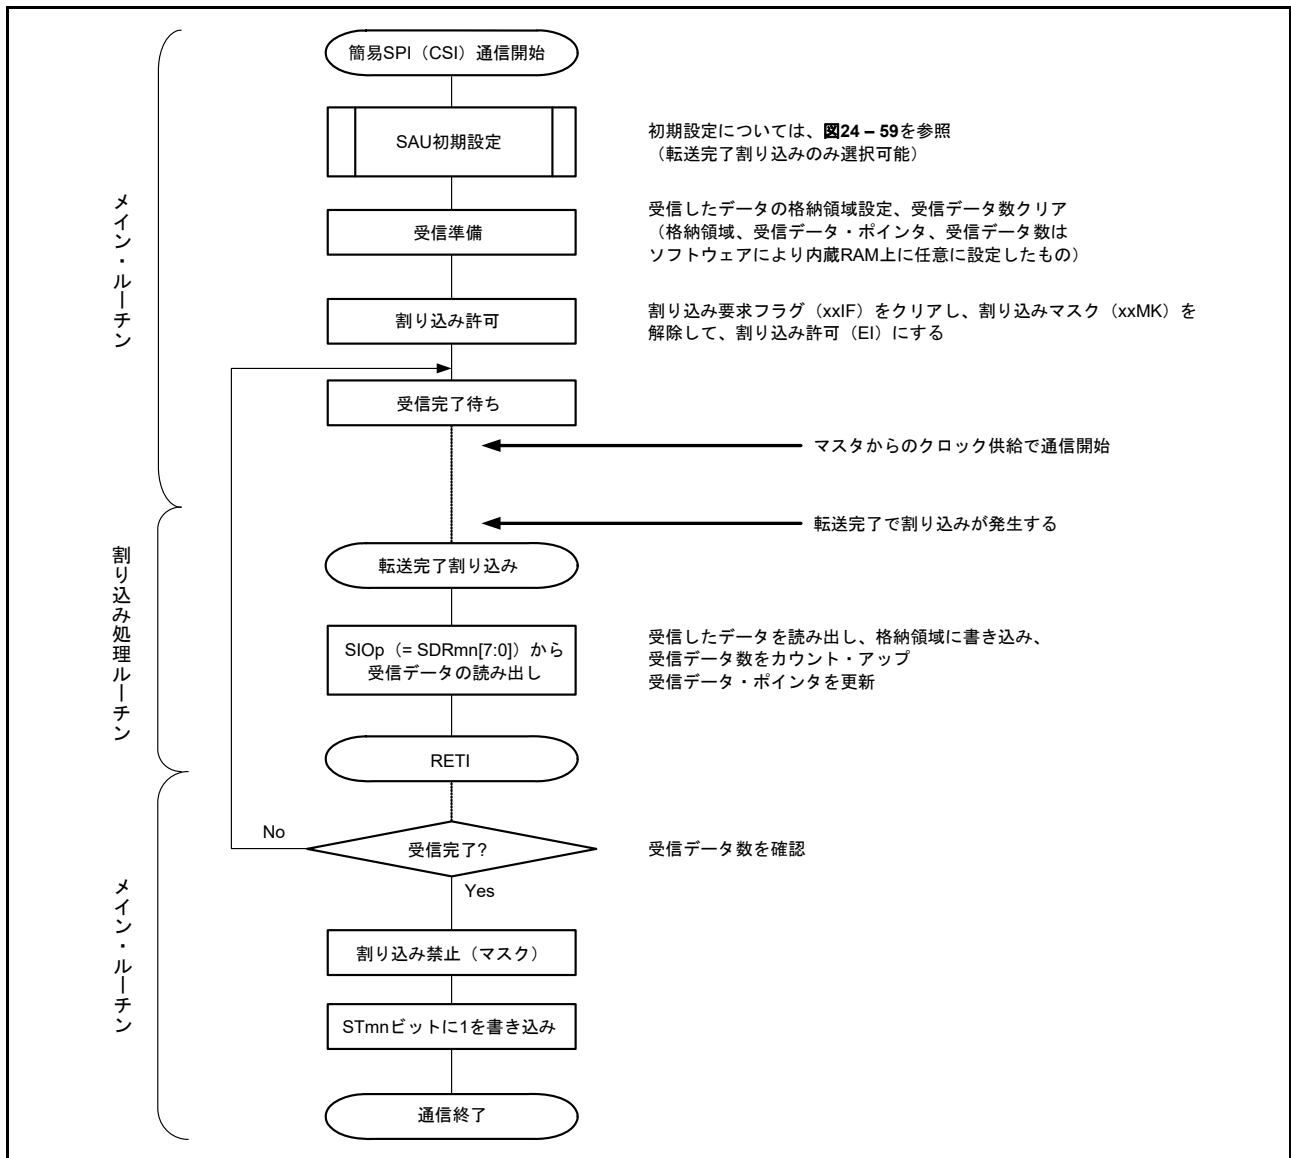 簡易SPI（CSI）通信開始
SAU初期設定
初期設定については、図24－59を参照
（転送完了割り込みのみ選択可能）
メイン・ルーチン
受信準備
受信したデータの格納領域設定、受信データ数クリア
（格納領域、受信データ・ポインタ、受信データ数は
ソフトウェアにより内蔵RAM上に任意に設定したもの）
割り込み許可
割り込み要求フラグ（xxIF）をクリアし、割り込みマスク（xxMK）を
解除して、割り込み許可（EI）にする
受信完了待ち
マスタからのクロック供給で通信開始
転送完了で割り込みが発生する
割り込み処理ルーチン
転送完了割り込み
SIOp（= SDRmn[7:0]）から
受信データの読み出し
受信したデータを読み出し、格納領域に書き込み、
受信データ数をカウント・アップ
受信データ・ポインタを更新
RETI
No
受信完了?
受信データ数を確認
Yes
メイン・ルーチン
割り込み禁止（マスク）
STmnビットに1を書き込み
通信終了